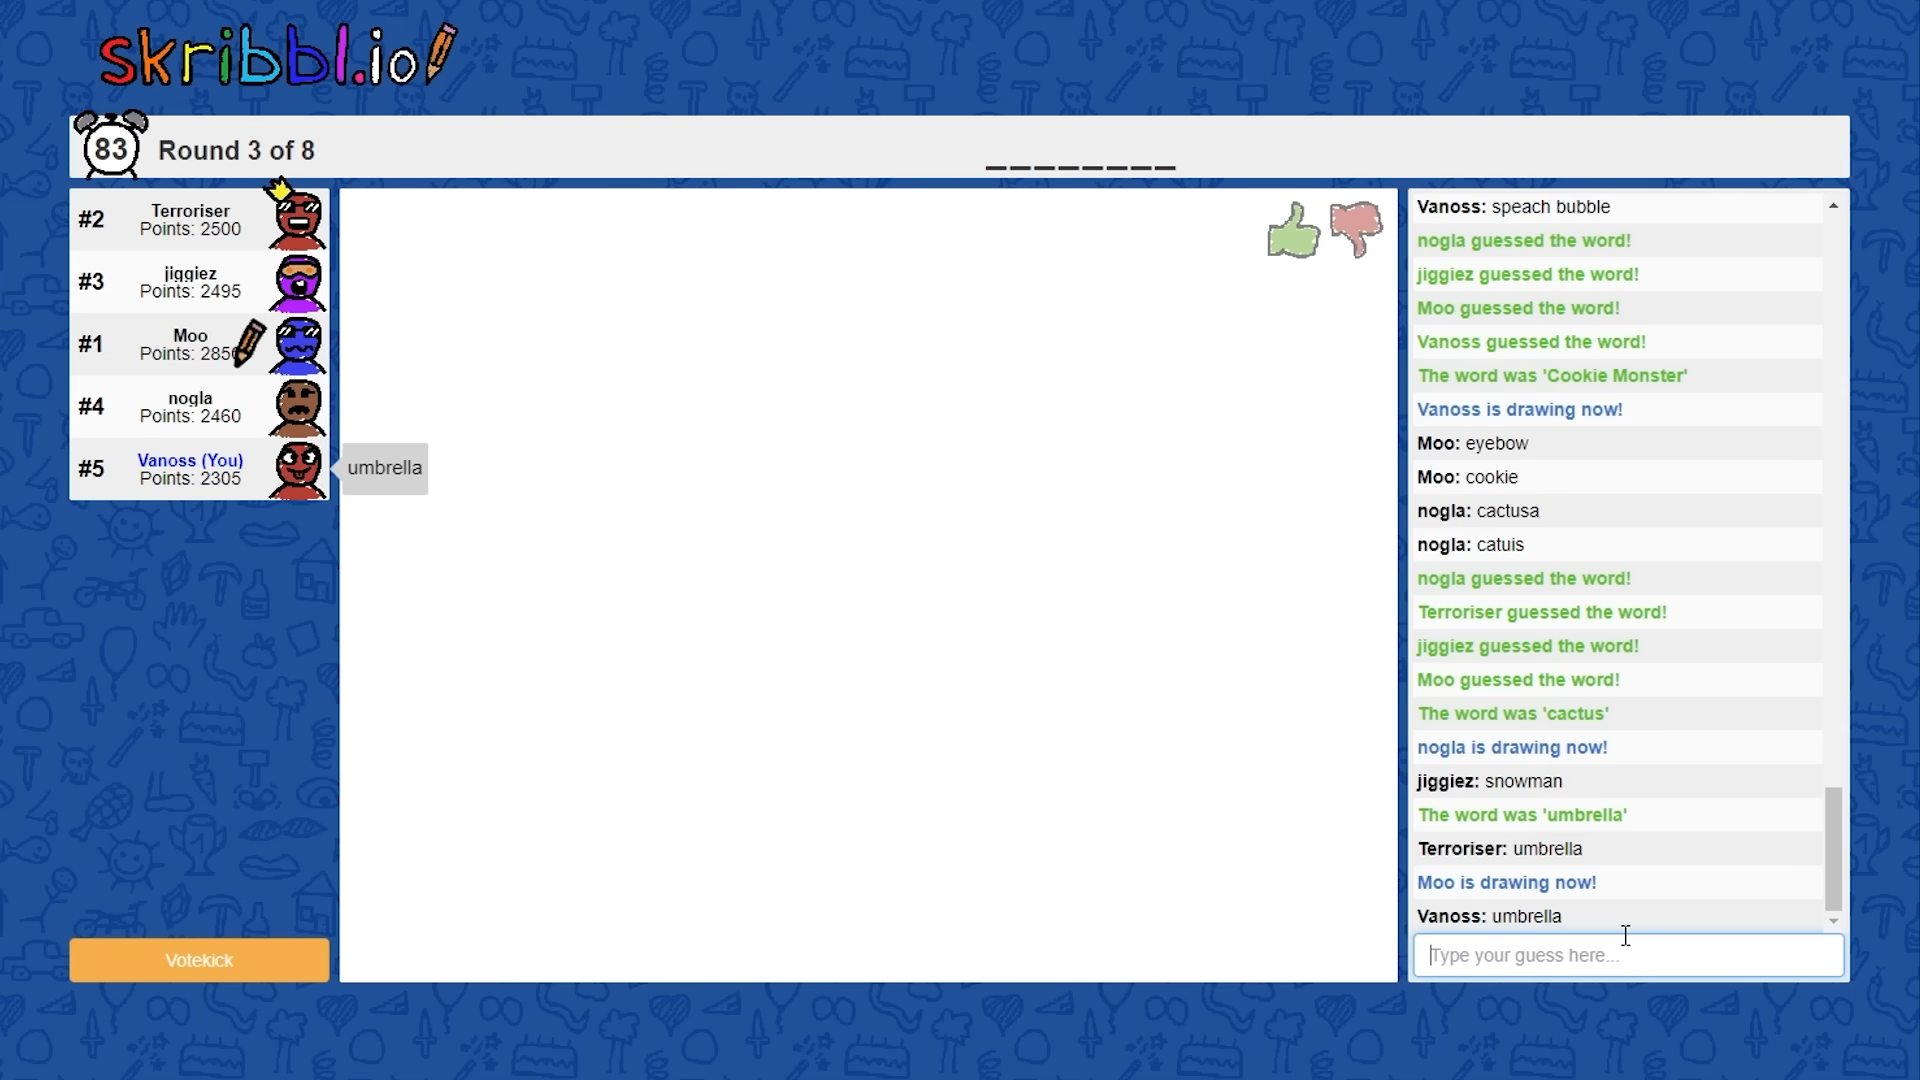 skribbl.io
83
Round 3 of 8
________
#2
Terroriser
Points: 2500
#3
jiggiez
Points: 2495
#1
Moo
Points: 2850
#4
nogla
Points: 2460
#5
Vanoss (You)
Points: 2305
umbrella
Votekick
Vanoss: speach bubble
nogla guessed the word!
jiggiez guessed the word!
Moo guessed the word!
Vanoss guessed the word!
The word was 'Cookie Monster'
Vanoss is drawing now!
Moo: eyebow
Moo: cookie
nogla: cactusa
nogla: catuis
nogla guessed the word!
Terroriser guessed the word!
jiggiez guessed the word!
Moo guessed the word!
The word was 'cactus'
nogla is drawing now!
jiggiez: snowman
The word was 'umbrella'
Terroriser: umbrella
Moo is drawing now!
Vanoss: umbrella
Type your guess here...